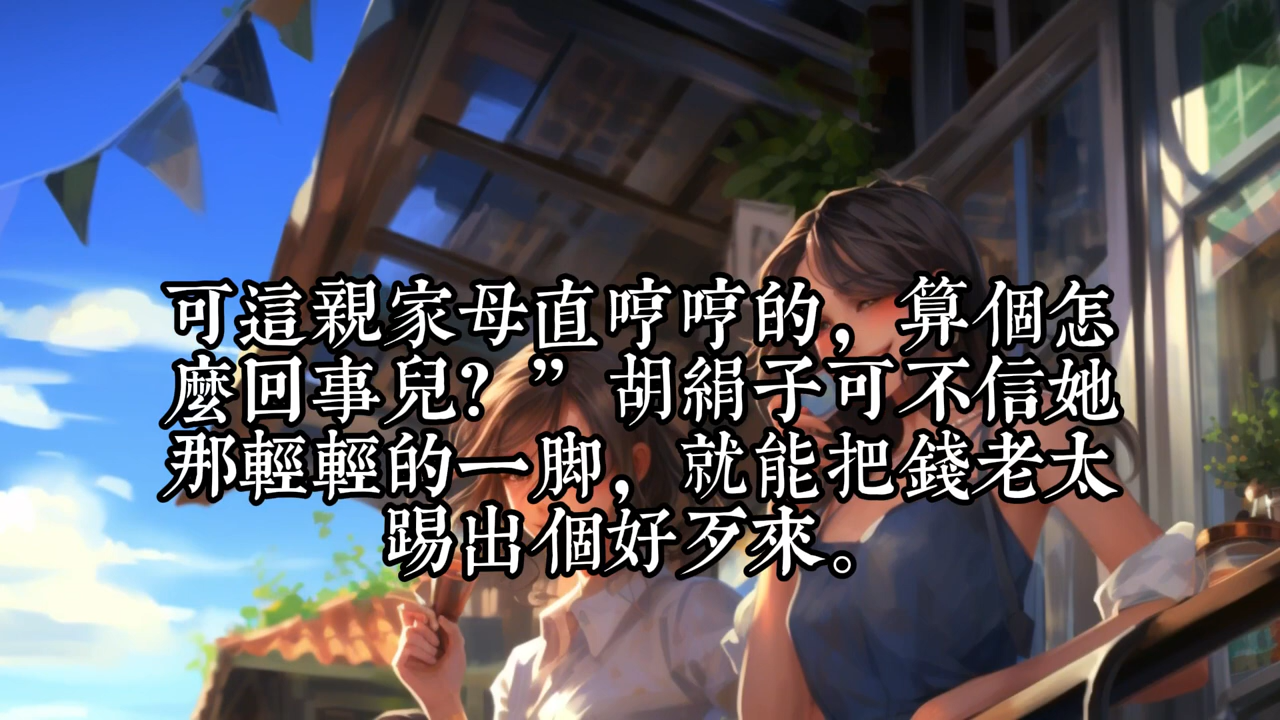 可這親家母直哼哼的，算個怎
麼回事兒？”胡絹子可不信她
那輕輕的一脚，就能把錢老太
踢出個好歹來。